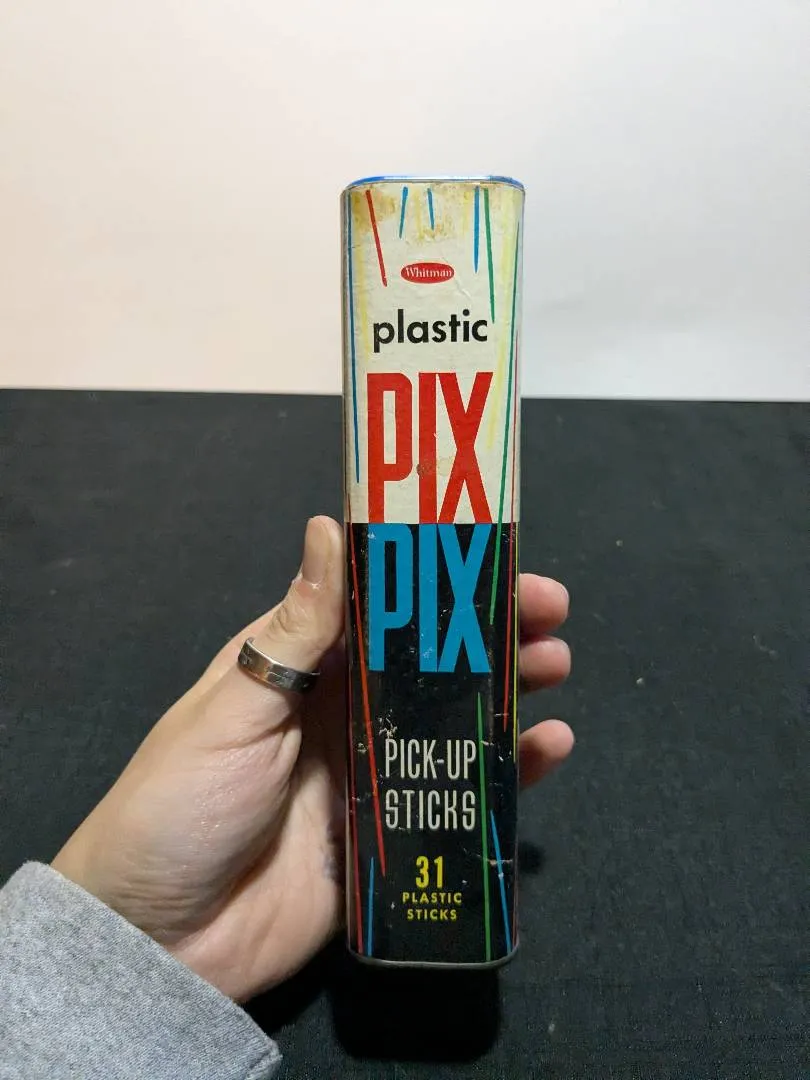 Whitman
plastic
PIX
PIX
PICK-UP
STICKS
31
PLASTIC
STICKS